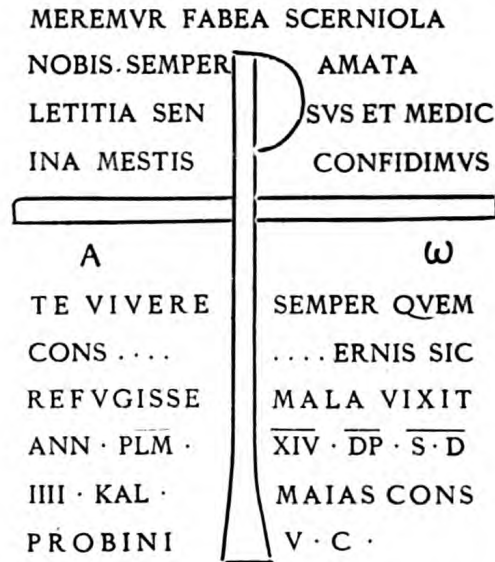 MEREMVR FABEA SCERNIOLA
NOBIS·SEMPER AMATA
LETITIA SEN SVS ET MEDIC
INA MESTIS CONFIDIMVS
A ω
TE VIVERE SEMPER QVEM
CONS .... .... ERNIS SIC
REFVGISSE MALA VIXIT
ANN · PLM · XIV · DP · S · D
IIII · KAL · MAIAS CONS
PROBINI V · C ·